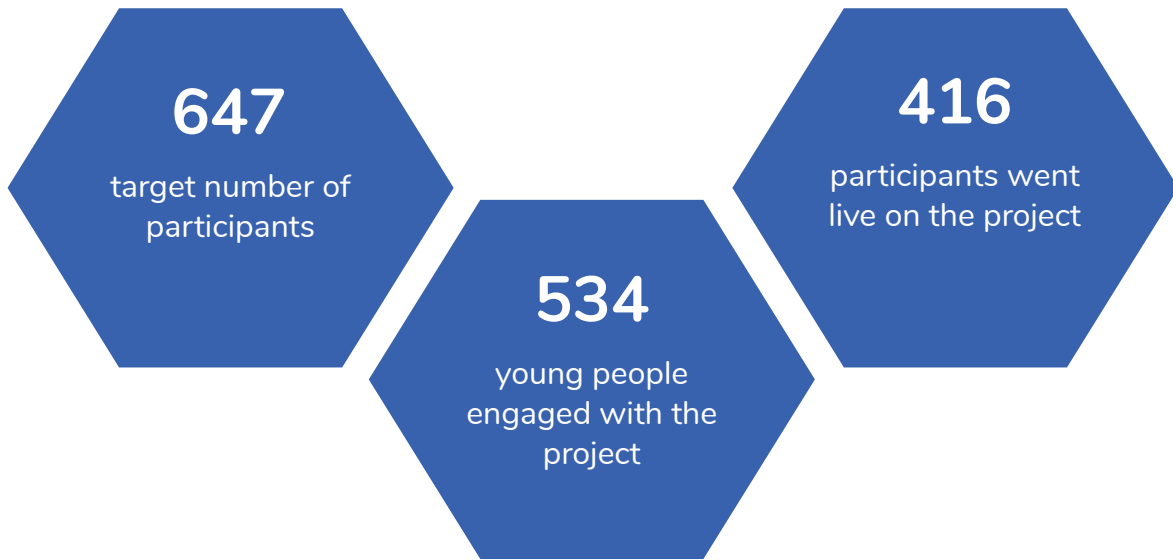 647
target number of
participants
534
young people
engaged with the
project
416
participants went
live on the project